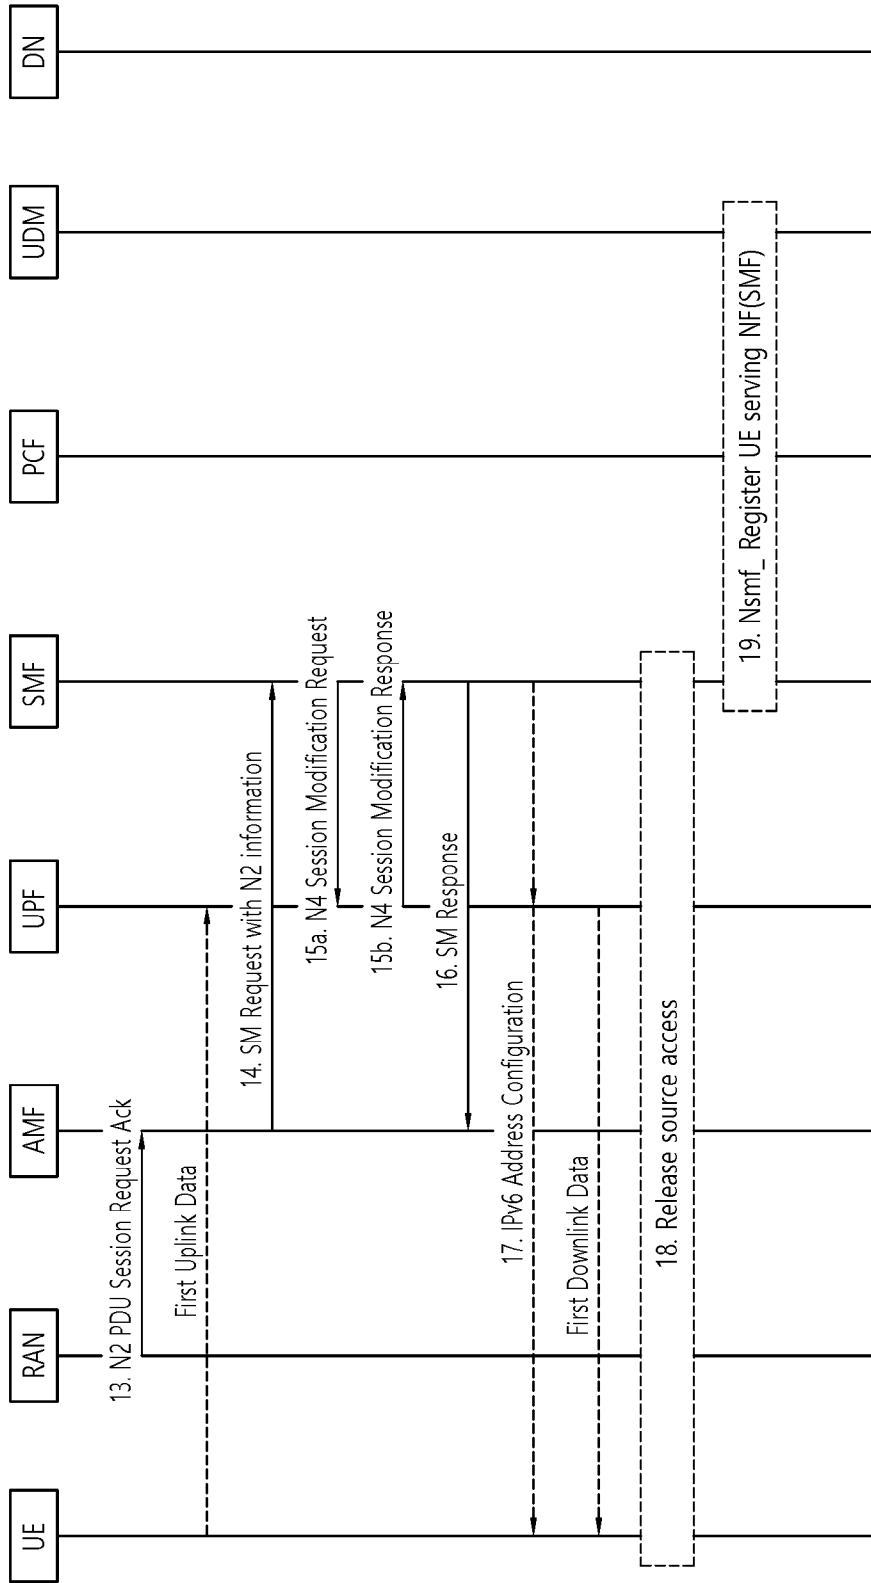 UE
RAN
AMF
UPF
SMF
PCF
UDM
DN
13. N2 PDU Session Request Ack
First Uplink Data
14. SM Request with N2 information
15a. N4 Session Modification Request
15b. N4 Session Modification Response
16. SM Response
17. IPv6 Address Configuration
First Downlink Data
18. Release source access
19. Nsmf_ Register UE serving NF(SMF)